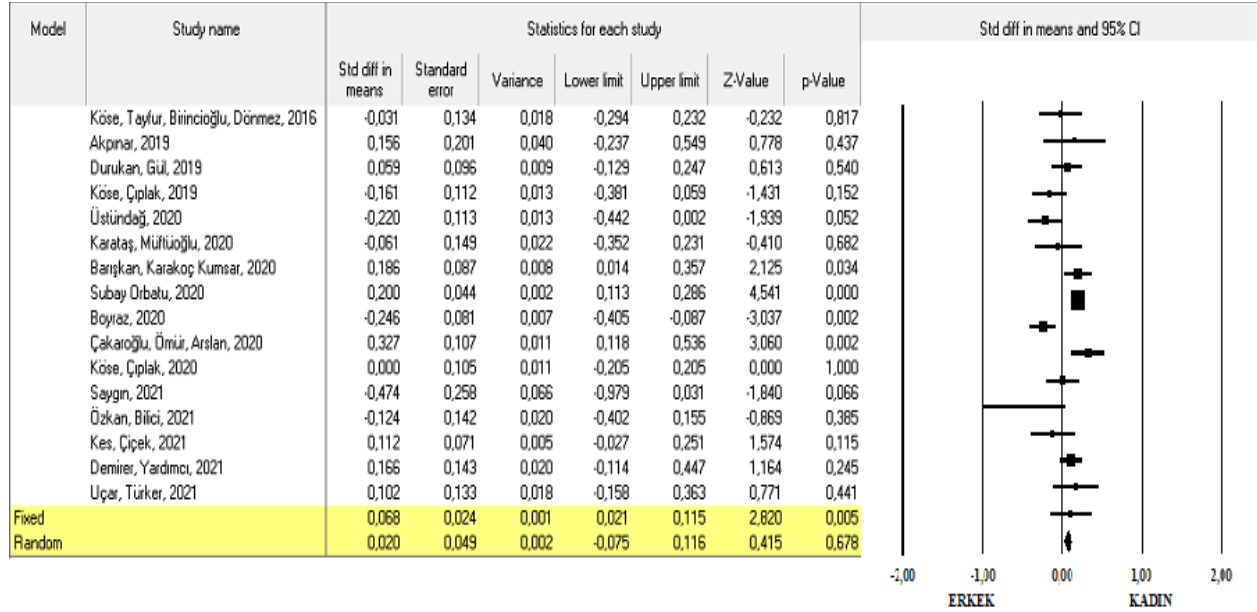 Model Study name Statistics for each study Std diff in means and 95% CI
Std diff in means Standard error Variance Lower limit Upper limit Z-Value p-Value
Köse, Tayfur, Birincioğlu, Dönmez, 2016 -0,031 0,134 0,018 -0,294 0,232 -0,232 0,817
Akpınar, 2019 0,156 0,201 0,040 -0,237 0,549 0,778 0,437
Durukan, Gül, 2019 0,059 0,096 0,009 -0,129 0,247 0,613 0,540
Köse, Çıplak, 2019 -0,161 0,112 0,013 -0,381 0,059 -1,431 0,152
Üstündağ, 2020 -0,220 0,113 0,013 -0,442 0,002 -1,939 0,052
Karataş, Müftüoğlu, 2020 -0,061 0,149 0,022 -0,352 0,231 -0,410 0,682
Barışkan, Karakoç Kumsar, 2020 0,186 0,087 0,008 0,014 0,357 2,125 0,034
Subay Orbatu, 2020 0,200 0,044 0,002 0,113 0,286 4,541 0,000
Boyraz, 2020 -0,246 0,081 0,007 -0,405 -0,087 -3,037 0,002
Çakaroğlu, Ömür, Arslan, 2020 0,327 0,107 0,011 0,118 0,536 3,060 0,002
Köse, Çıplak, 2020 0,000 0,105 0,011 -0,205 0,205 0,000 1,000
Saygın, 2021 -0,474 0,258 0,066 -0,979 0,031 -1,840 0,066
Özkan, Bilici, 2021 -0,124 0,142 0,020 -0,402 0,155 -0,869 0,385
Kes, Çiçek, 2021 0,112 0,071 0,005 -0,027 0,251 1,574 0,115
Demirer, Yardımcı, 2021 0,166 0,143 0,020 -0,114 0,447 1,164 0,245
Uçar, Türker, 2021 0,102 0,133 0,018 -0,158 0,363 0,771 0,441
Fixed 0,068 0,024 0,001 0,021 0,115 2,820 0,005
Random 0,020 0,049 0,002 -0,075 0,116 0,415 0,678
-2,00 -1,00 0,00 1,00 2,00
ERKEK KADIN